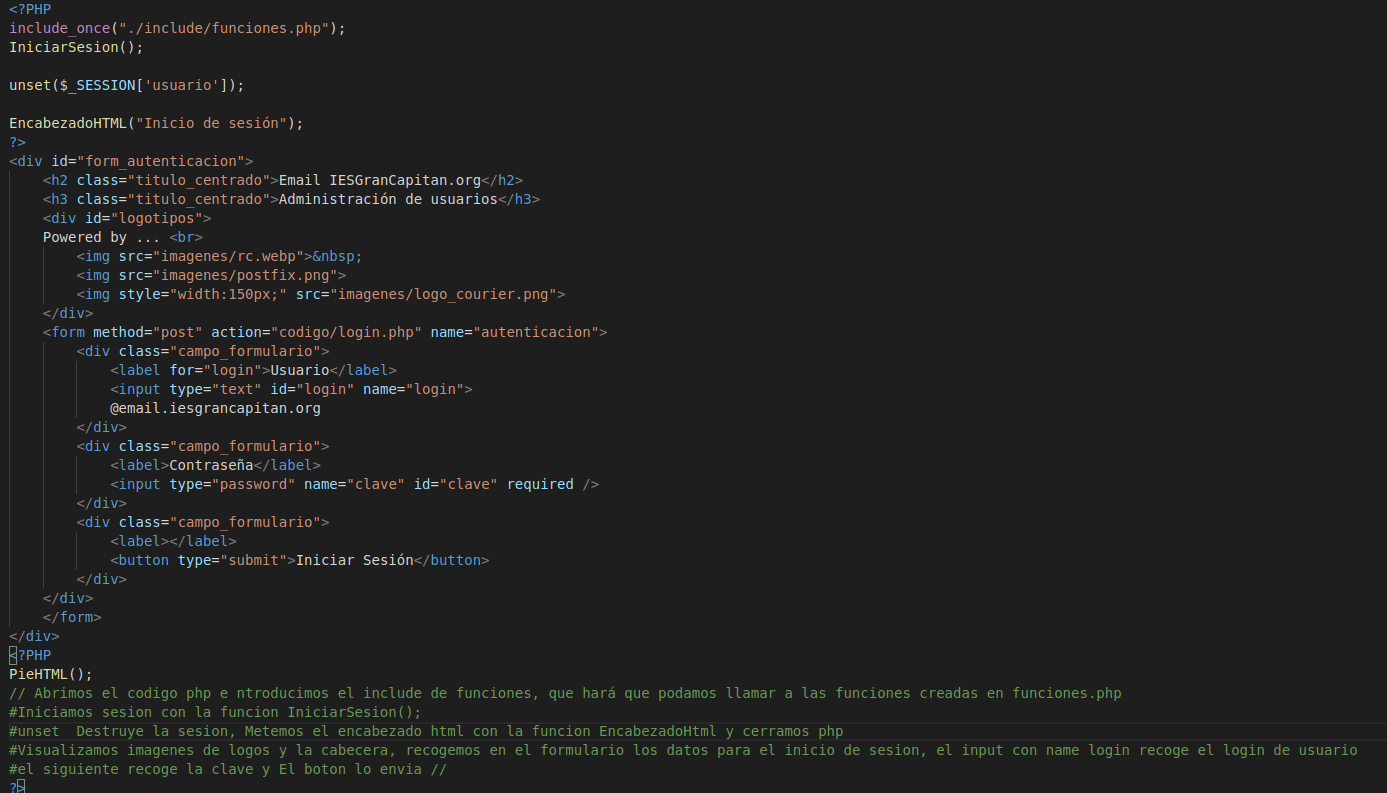 <?PHP
include_once("./include/funciones.php");
IniciarSesion();

unset($_SESSION['usuario']);

EncabezadoHTML("Inicio de sesión");
?>
<div id="form_autenticacion">
    <h2 class="titulo_centrado">Email IESGranCapitan.org</h2>
    <h3 class="titulo_centrado">Administración de usuarios</h3>
    <div id="logotipos">
    Powered by ... <br>
        <img src="imagenes/rc.webp">&nbsp;
        <img src="imagenes/postfix.png">
        <img style="width:150px;" src="imagenes/logo_courier.png">
    </div>
    <form method="post" action="codigo/login.php" name="autenticacion">
        <div class="campo_formulario">
            <label for="login">Usuario</label>
            <input type="text" id="login" name="login">
            @email.iesgrancapitan.org
        </div>
        <div class="campo_formulario">
            <label>Contraseña</label>
            <input type="password" name="clave" id="clave" required />
        </div>
        <div class="campo_formulario">
            <label></label>
            <button type="submit">Iniciar Sesión</button>
        </div>
    </div>
    </form>
</div>
<?PHP
PieHTML();
// Abrimos el codigo php e ntroducimos el include de funciones, que hará que podamos llamar a las funciones creadas en funciones.php
#Iniciamos sesion con la funcion IniciarSesion();
#unset  Destruye la sesion, Metemos el encabezado html con la funcion EncabezadoHtml y cerramos php
#Visualizamos imagenes de logos y la cabecera, recogemos en el formulario los datos para el inicio de sesion, el input con name login recoge el login de usuario
#el siguiente recoge la clave y El boton lo envia //
?>